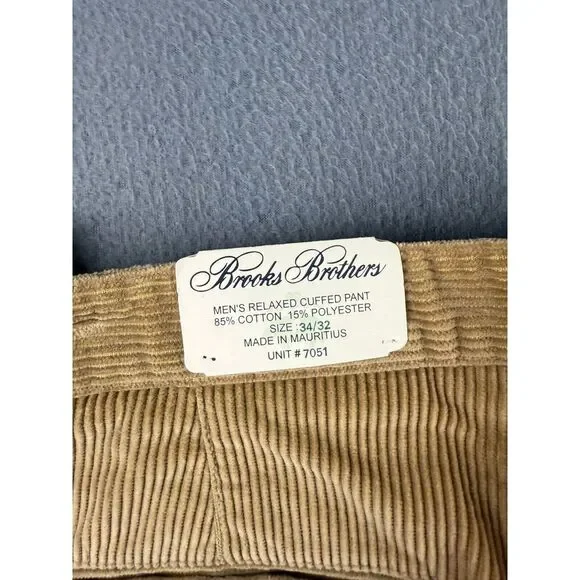 Brooks Brothers
MEN'S RELAXED CUFFED PANT
85% COTTON 15% POLYESTER
SIZE :34/32
MADE IN MAURITIUS
UNIT # 7051